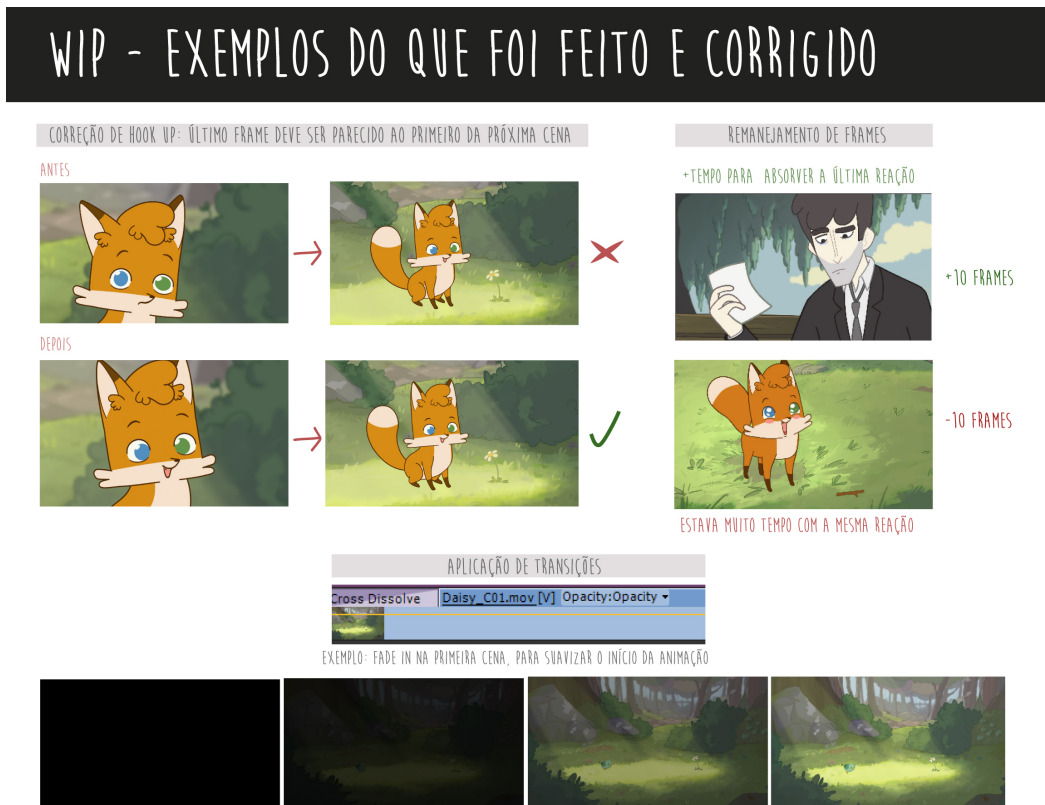 WIP - EXEMPLOS DO QUE FOI FEITO E CORRIGIDO
CORREÇÃO DE HOOK UP: ÚLTIMO FRAME DEVE SER PARECIDO AO PRIMEIRO DA PRÓXIMA CENA
ANTES
DEPOIS
REMANEJAMENTO DE FRAMES
+TEMPO PARA ABSORVER A ÚLTIMA REAÇÃO
+10 FRAMES
-10 FRAMES
ESTAVA MUITO TEMPO COM A MESMA REAÇÃO
APLICAÇÃO DE TRANSIÇÕES
Cross Dissolve Daisy_C01.mov [V] Opacity:Opacity
EXEMPLO: FADE IN NA PRIMEIRA CENA, PARA SUAVIZAR O INÍCIO DA ANIMAÇÃO